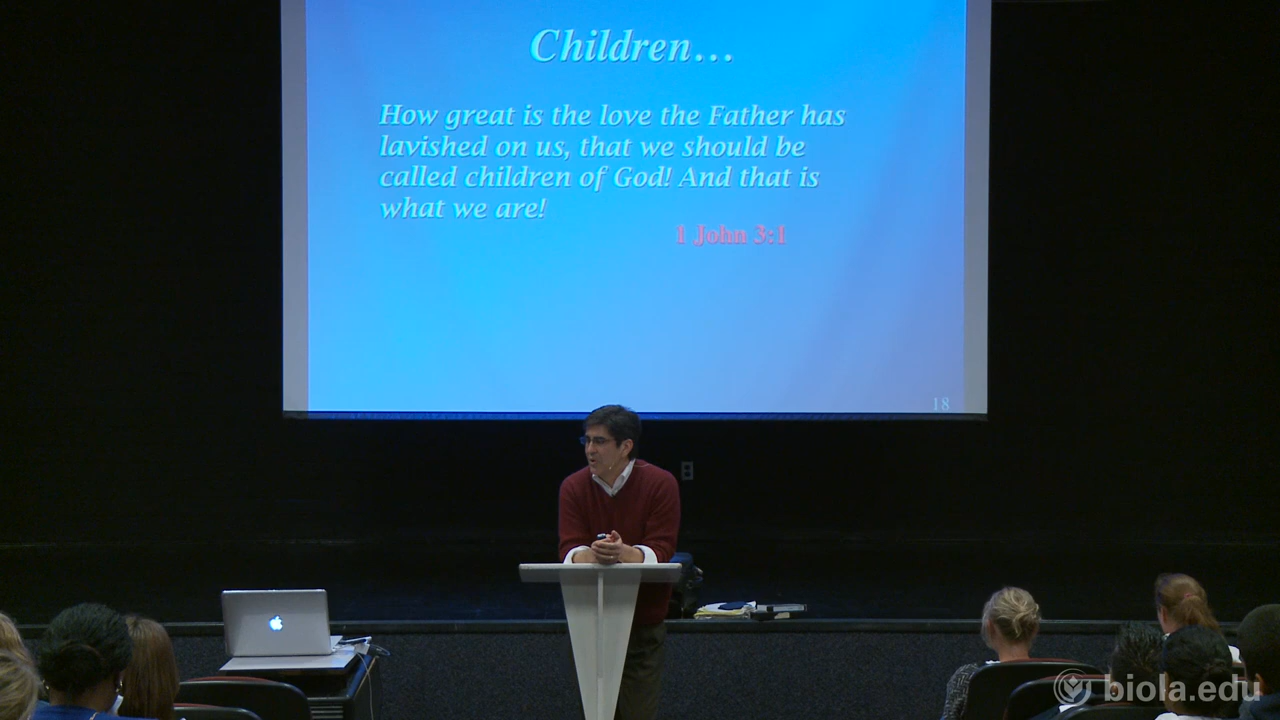 Children...
How great is the love the Father has
lavished on us, that we should be
called children of God! And that is
what we are!
1 John 3:1
18
biola.edu